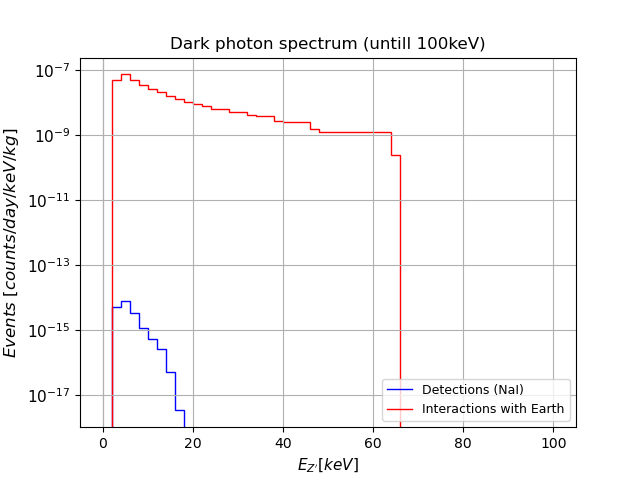 Dark photon spectrum (untill 100keV)
Events [counts/day/keV/kg]
10⁻⁷
10⁻⁹
10⁻¹¹
10⁻¹³
10⁻¹⁵
10⁻¹⁷
Detections (NaI)
Interactions with Earth
0 20 40 60 80 100
E_{Z'}[keV]